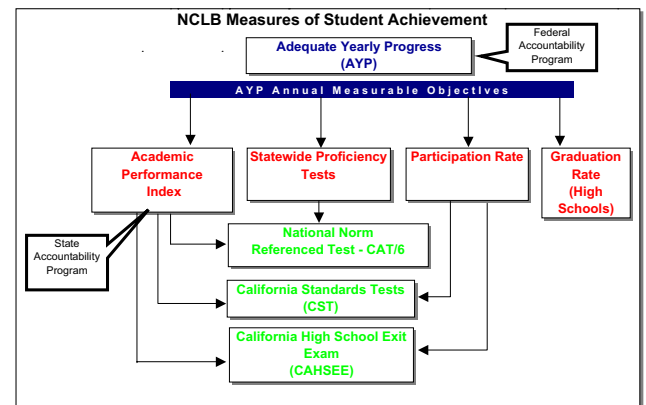 NCLB Measures of Student Achievement
Adequate Yearly Progress
(AYP)
Federal
Accountability
Program
AYP Annual Measurable ObjectIves
Academic
Performance
Index
Statewide Proficiency
Tests
Participation Rate
Graduation
Rate
(High
Schools)
State
Accountability
Program
National Norm
Referenced Test - CAT/6
California Standards Tests
(CST)
California High School Exit
Exam
(CAHSEE)